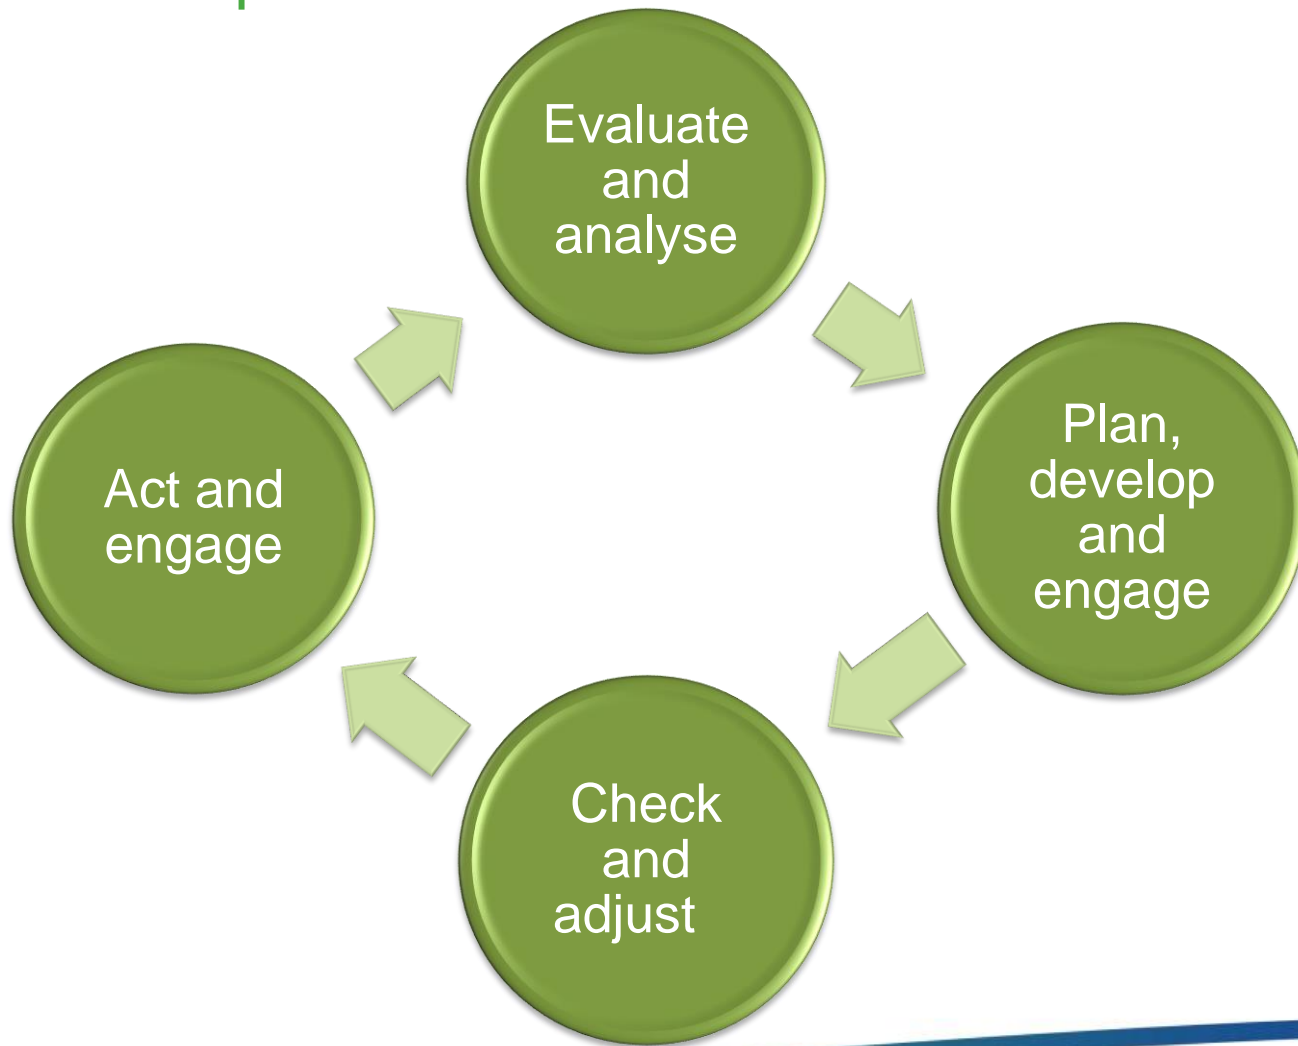 Evaluate
and
analyse
Plan,
develop
and
engage
Check
and
adjust
Act and
engage